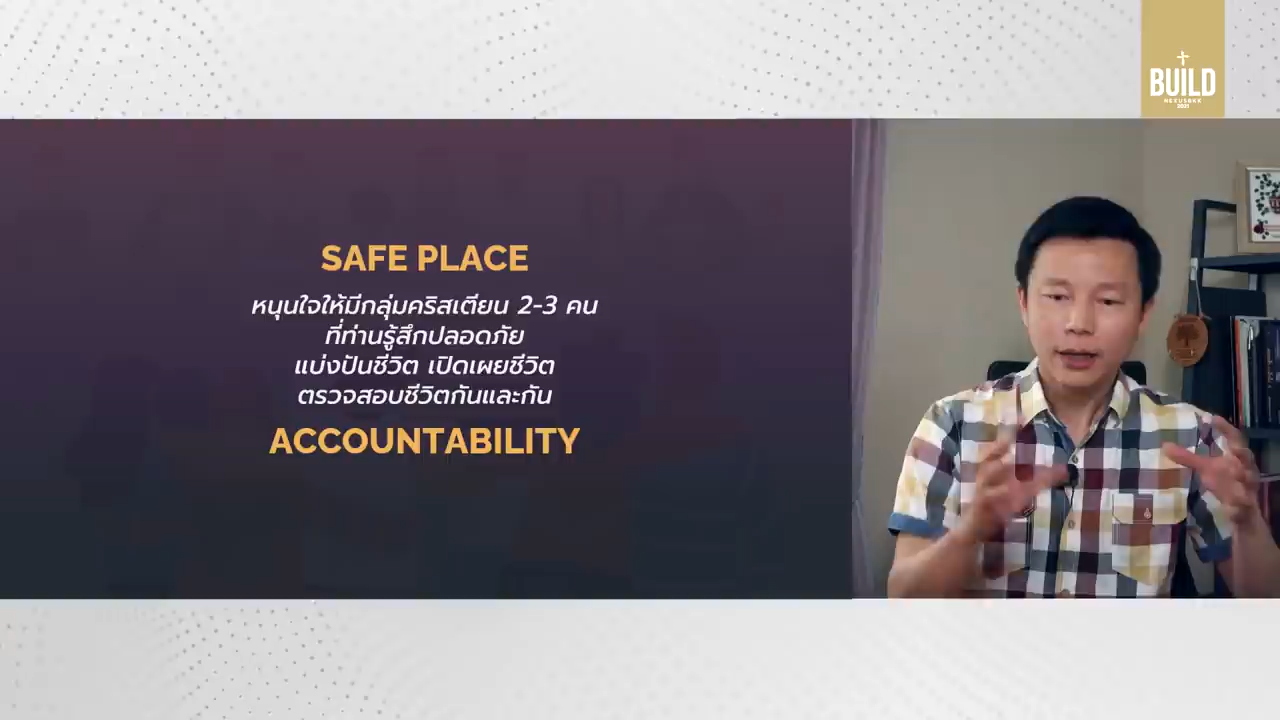 BUILD
NEXUSBKK
2021
SAFE PLACE
หนุนใจให้มีกลุ่มคริสเตียน 2-3 คน
ที่ท่านรู้สึกปลอดภัย
แบ่งปันชีวิต เปิดเผยชีวิต
ตรวจสอบชีวิตกันและกัน
ACCOUNTABILITY